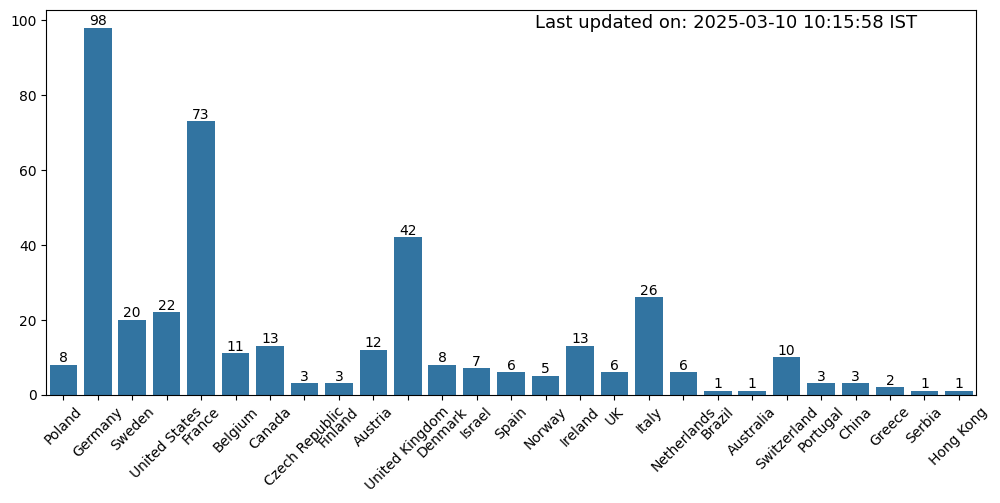 Last updated on: 2025-03-10 10:15:58 IST
100
80
60
40
20
0
8
98
20
22
73
11
13
3
3
12
42
8
7
6
5
13
6
26
6
1
1
10
3
3
2
1
1
Poland
Germany
Sweden
United States
France
Belgium
Canada
Czech Republic
Finland
Austria
United Kingdom
Denmark
Israel
Spain
Norway
Ireland
UK
Italy
Netherlands
Brazil
Australia
Switzerland
Portugal
China
Greece
Serbia
Hong Kong